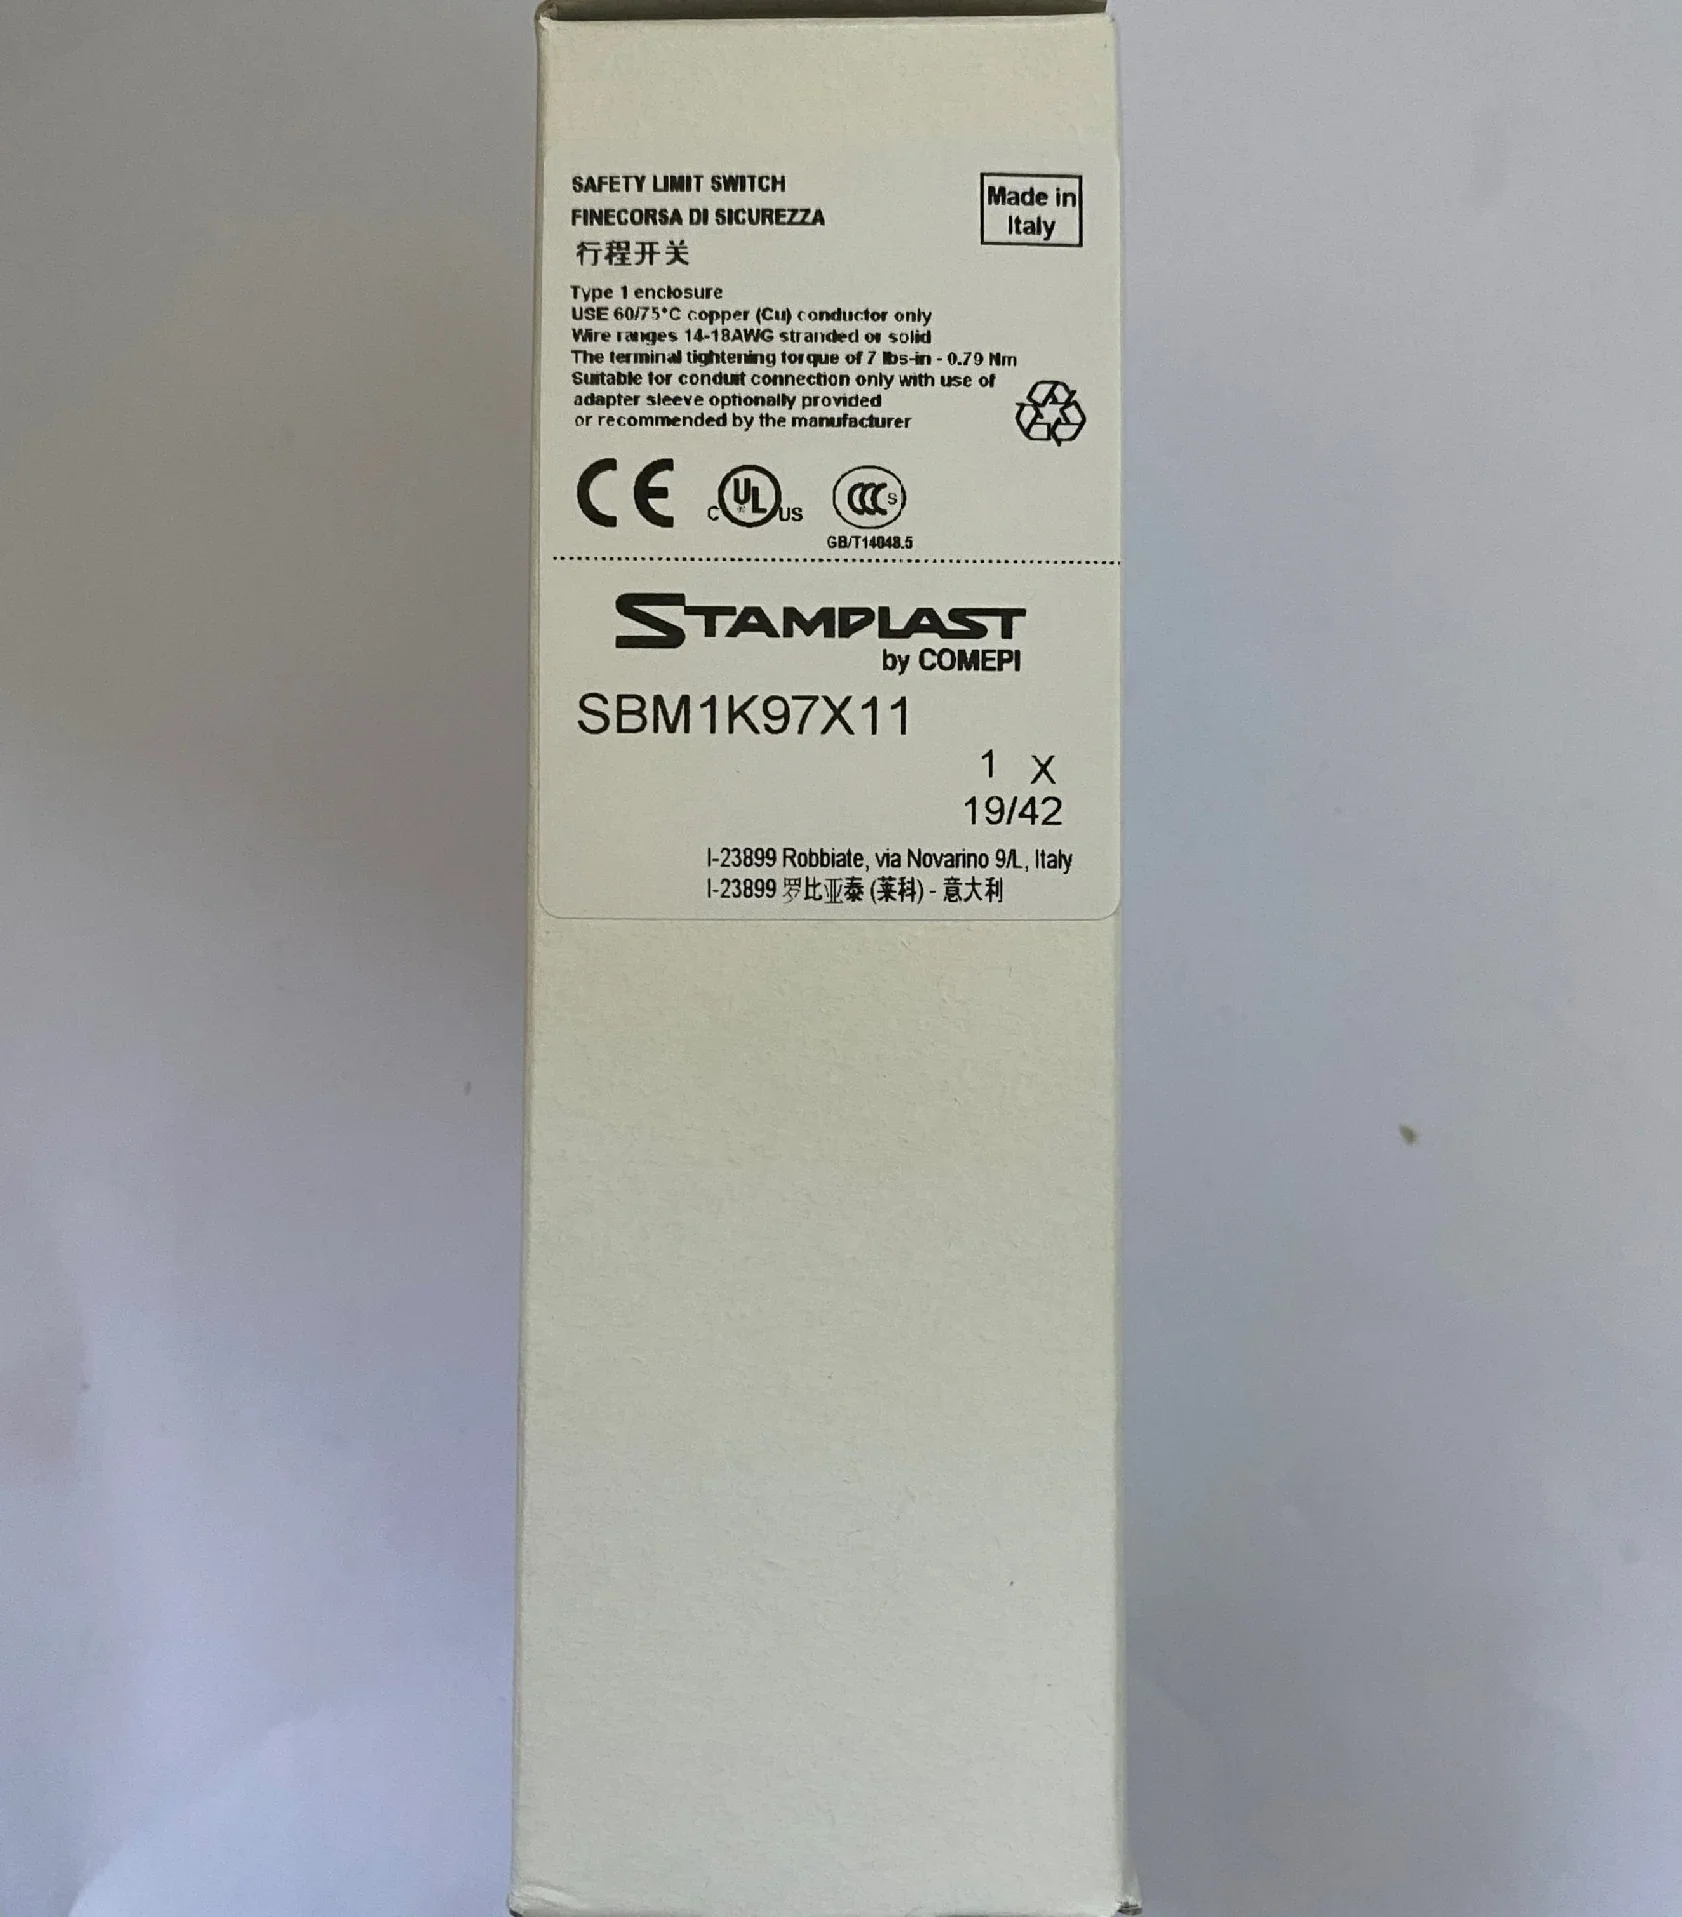 SAFETY LIMIT SWITCH
FINECORSA DI SICUREZZA
行程开关
Made in
Italy
Type 1 enclosure
USE 60/75°C copper (Cu) conductor only
Wire ranges 14-18AWG stranded or solid
The terminal tightening torque of 7 lbs-in - 0.79 Nm
Suitable for conduit connection only with use of
adapter sleeve optionally provided
or recommended by the manufacturer
CE
C UL ® US
CCC S
GB/T14048.5
STAMPLAST
by COMEPI
SBM1K97X11
1 X
19/42
I-23899 Robbiate, via Novarino 9/L, Italy
I-23899 罗比亚泰 (莱科) - 意大利